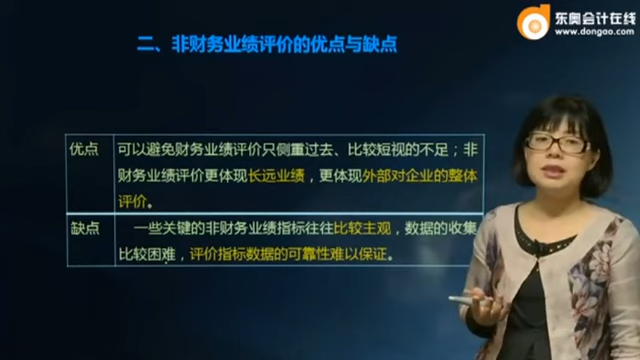 东奥会计在线
www.dongao.com
二、非财务业绩评价的优点与缺点
优点 可以避免财务业绩评价只侧重过去、比较短视的不足；非
财务业绩评价更体现长远业绩，更体现外部对企业的整体
评价。
缺点 一些关键的非财务业绩指标往往比较主观，数据的收集
比较困难，评价指标数据的可靠性难以保证。